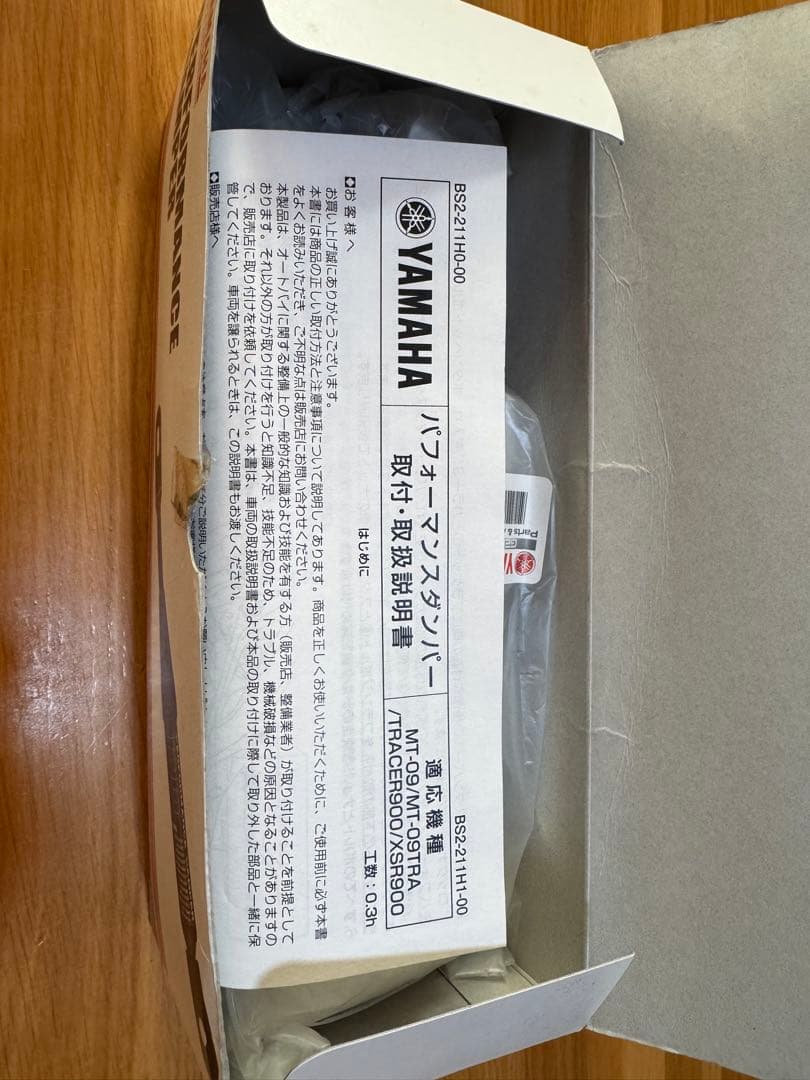 BS2-211H0-00
BS2-211H1-00
YAMAHA
パフォーマンスダンパー
取付・取扱説明書
適応機種
MT-09/MT-09TRA
/TRACER900/XSR900
はじめに
工数：0.3h
◆お客様へ
お買い上げ誠にありがとうございます。
本書には商品の正しい取付方法と注意事項について説明してあります。商品を正しくお使いいただくために、ご使用前に必ず本書
をよくお読みいただき、ご不明な点は販売店にお問い合わせください。
本製品は、オートバイに関する整備上の一般的な知識および技能を有する方（販売店、整備業者）が取り付けることを前提として
おります。それ以外の方が取り付けを行うと知識不足、技能不足のため、トラブル、機械破損などの原因となることがありますの
で、販売店に取り付けを依頼してください。本書は、車両の取扱説明書および本品の取り付けに際して取り外した部品と一緒に保
管してください。車両を譲られるときは、この説明書もお渡しください。
◆販売店様へ
PERFORMANCE
Parts &
YA